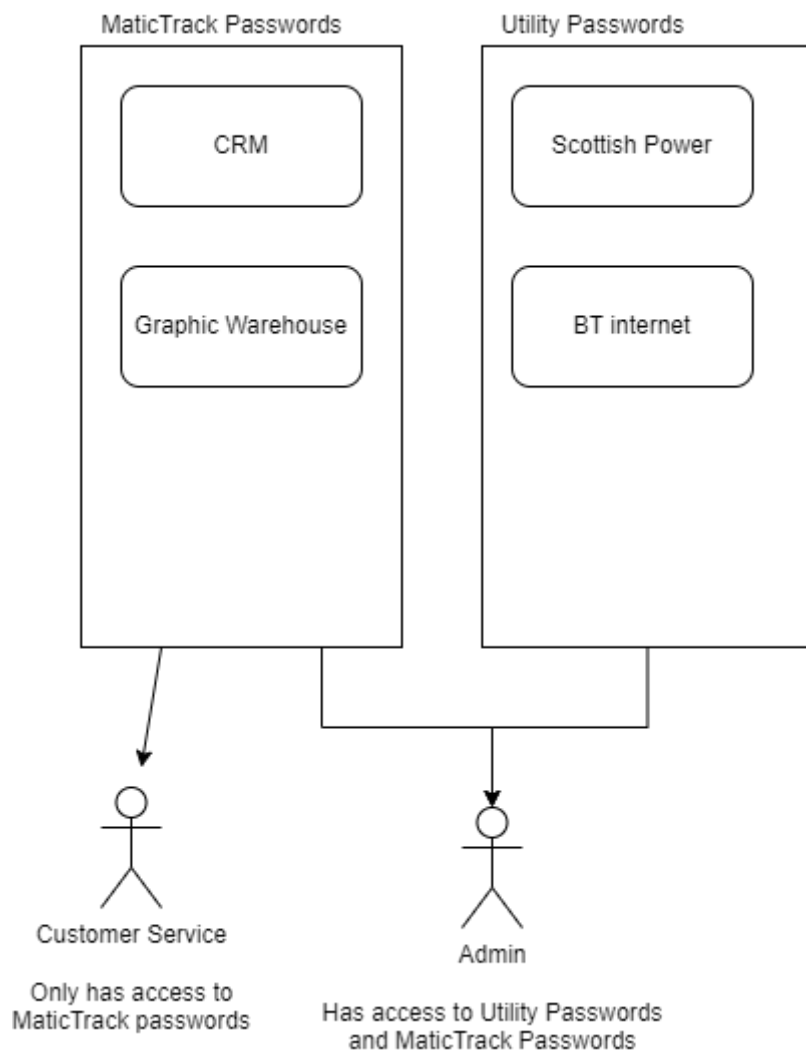 MaticTrack Passwords
Utility Passwords
CRM
Scottish Power
Graphic Warehouse
BT internet
Customer Service
Only has access to
MaticTrack passwords
Admin
Has access to Utility Passwords
and MaticTrack Passwords